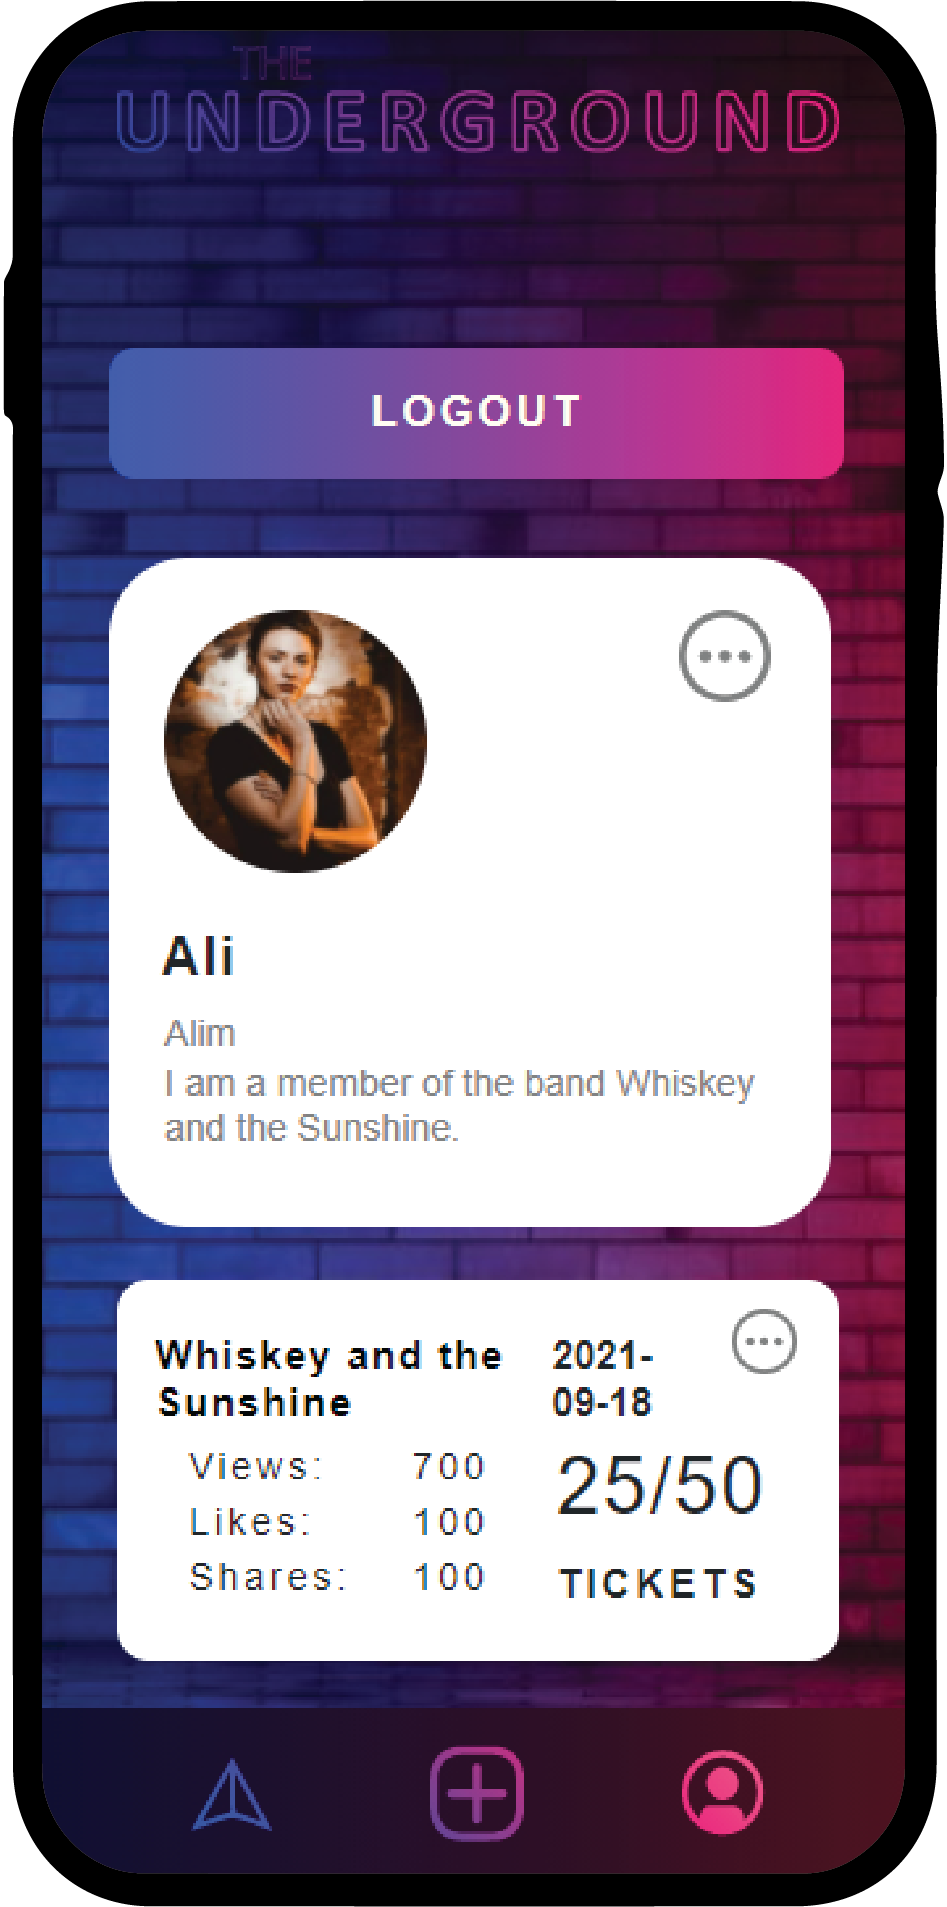 THE
UNDERGROUND
LOGOUT
Ali
Alim
I am a member of the band Whiskey
and the Sunshine.
Whiskey and the
Sunshine
2021-
09-18
Views: 700
Likes: 100
Shares: 100
25/50
TICKETS